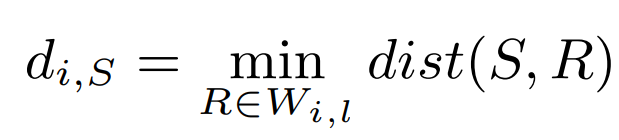 d_{i,S} = \min_{R \in W_{i,l}} dist(S, R)